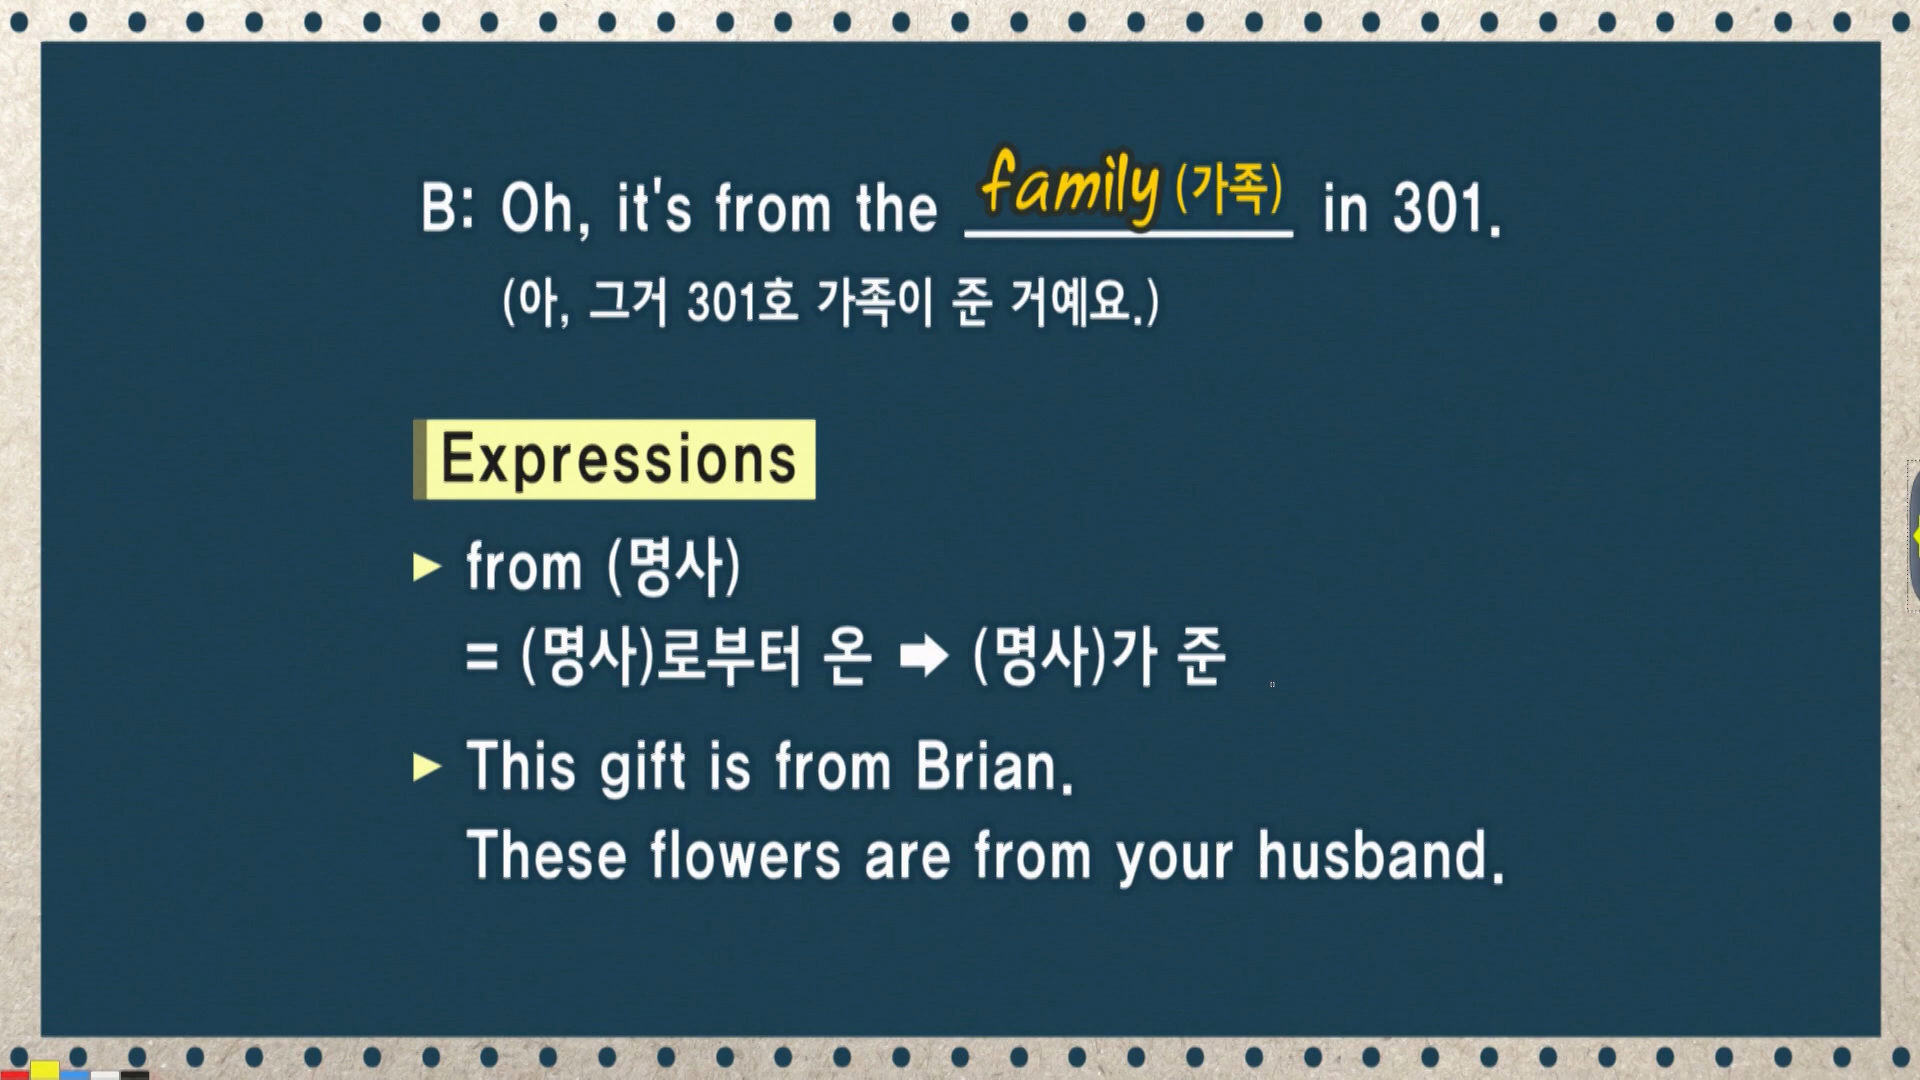 B: Oh, it's from the family (가족) in 301.
(아, 그거 301호 가족이 준 거예요.)
Expressions
▶ from (명사)
= (명사)로부터 온 ➡ (명사)가 준
▶ This gift is from Brian.
These flowers are from your husband.